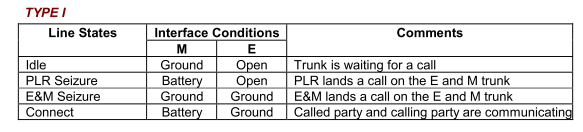 TYPE I
Line States Interface Conditions Comments
M E
Idle Ground Open Trunk is waiting for a call
PLR Seizure Battery Open PLR lands a call on the E and M trunk
E&M Seizure Ground Ground E&M lands a call on the E and M trunk
Connect Battery Ground Called party and calling party are communicating